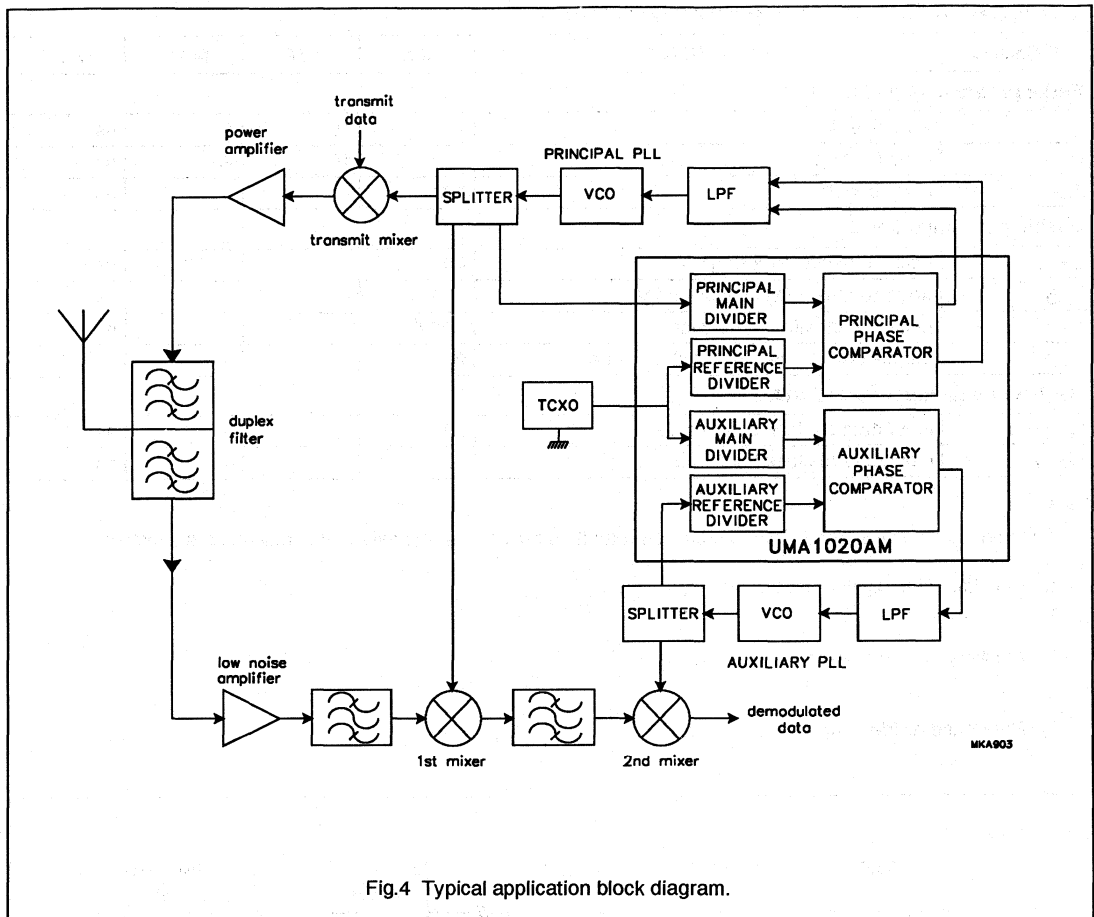 transmit
data
power
amplifier
PRINCIPAL PLL
SPLITTER
VCO
LPF
transmit mixer
PRINCIPAL
MAIN
DIVIDER
PRINCIPAL
PHASE
COMPARATOR
PRINCIPAL
REFERENCE
DIVIDER
TCXO
duplex
filter
AUXILIARY
MAIN
DIVIDER
AUXILIARY
PHASE
COMPARATOR
AUXILIARY
REFERENCE
DIVIDER
UMA1020AM
SPLITTER
VCO
LPF
AUXILIARY PLL
low noise
amplifier
demodulated
data
1st mixer
2nd mixer
MKA903
Fig.4 Typical application block diagram.